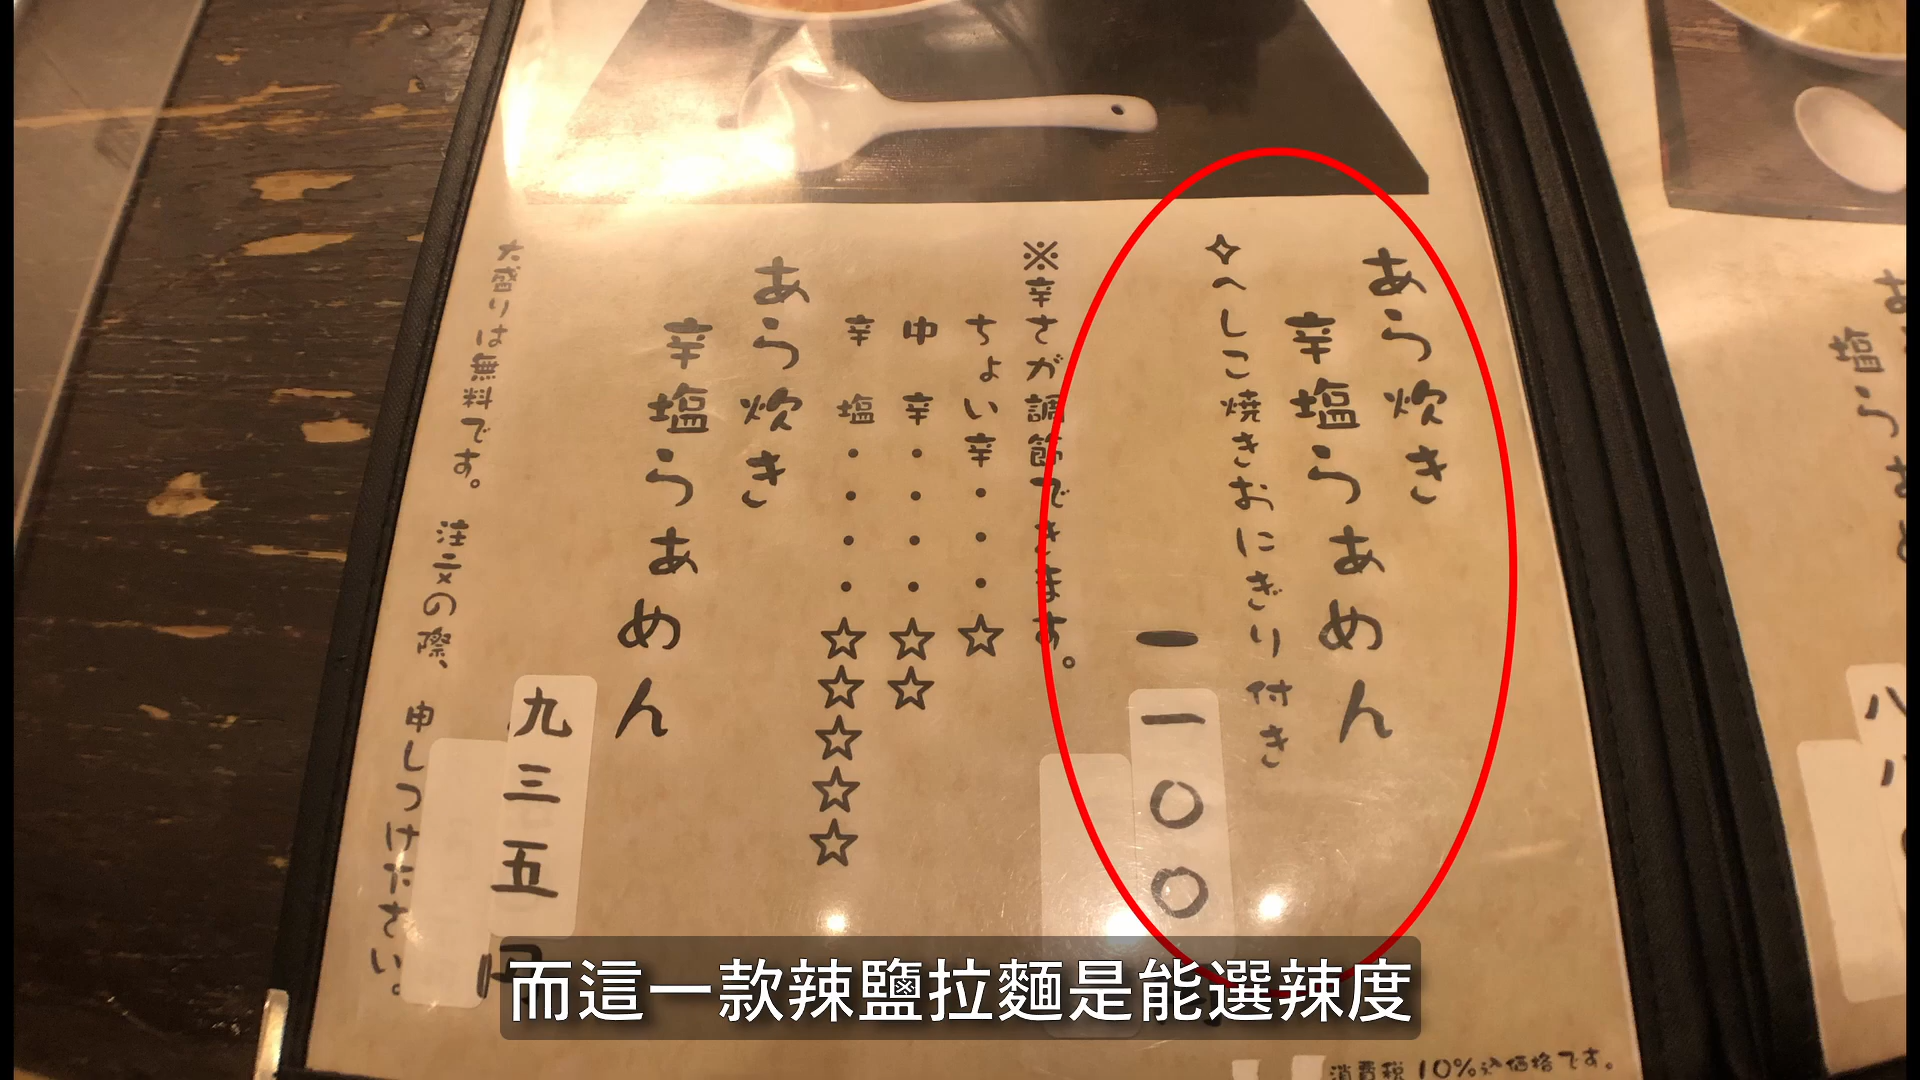 あら炊き
辛塩らぁめん
✧へしこ焼きおにぎり付き
一一〇〇
※辛さが調節できます。
ちょい辛・・・☆
中辛・・・・☆☆
辛塩・・・・☆☆☆☆☆
あら炊き
辛塩らぁめん
九三五円
大盛りは無料です。
注文の際、申しつけ下さい。
消費税10%込価格です。
而這一款辣鹽拉麵是能選辣度